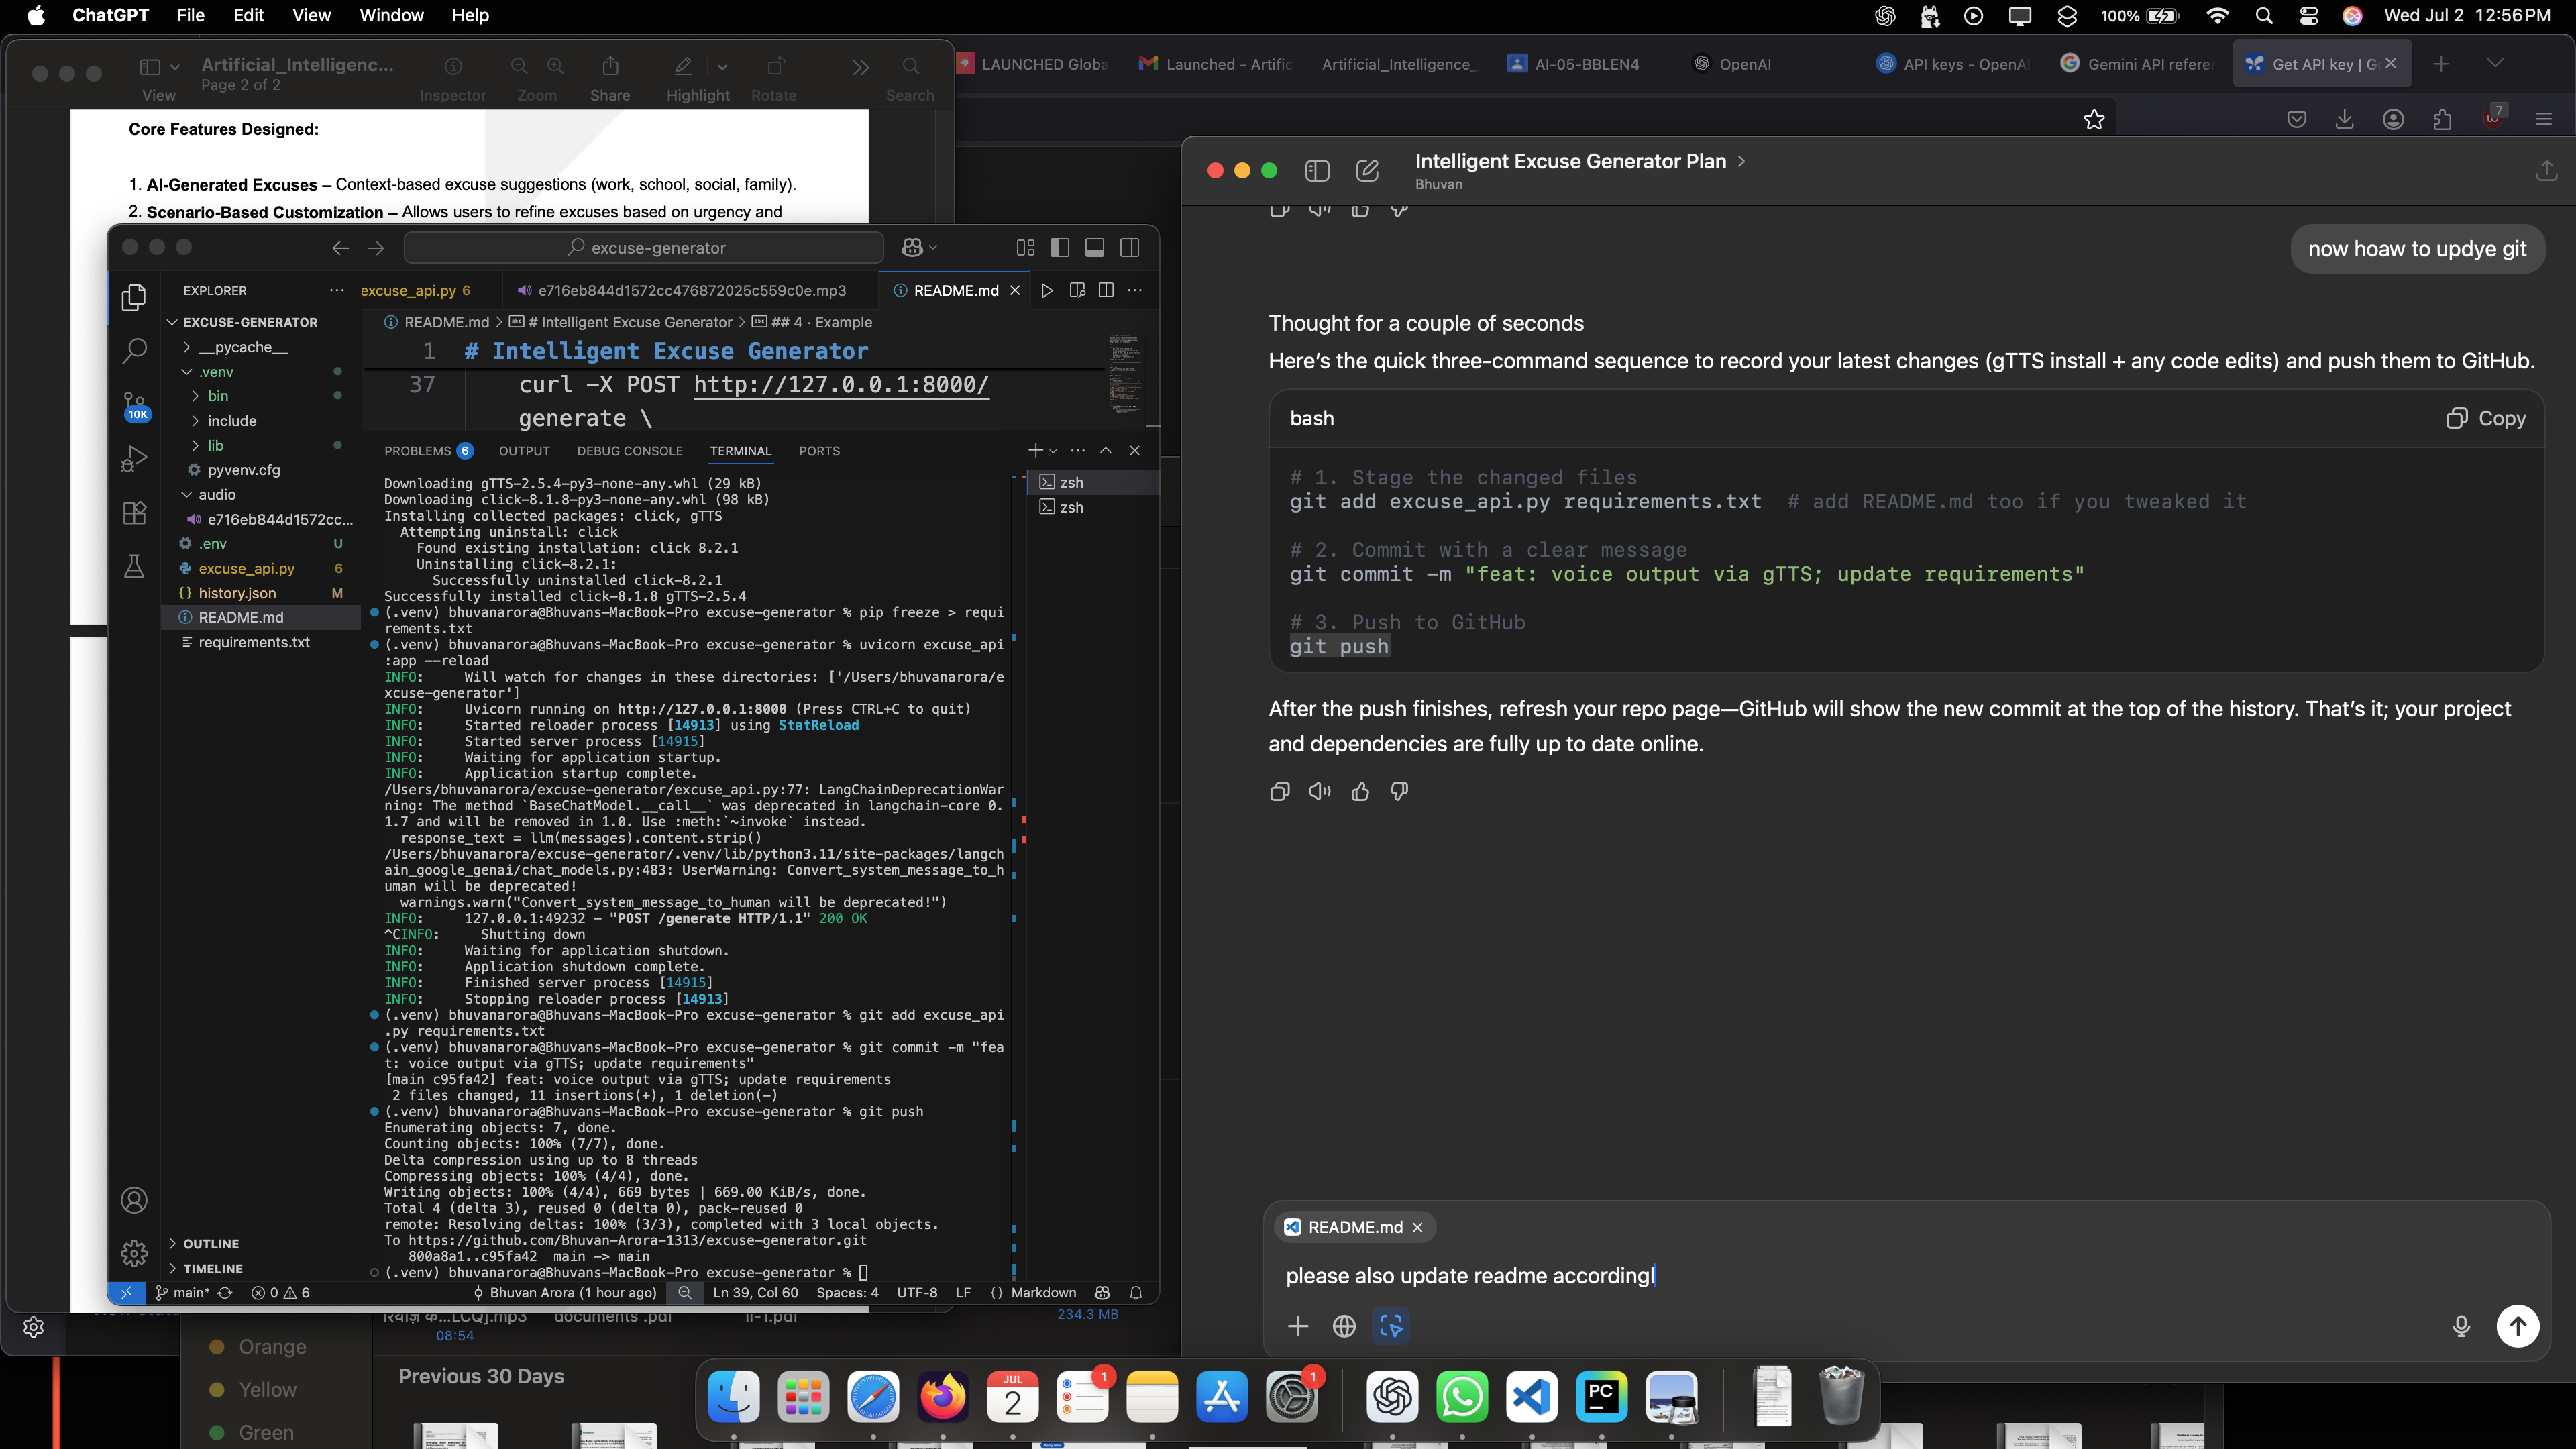 ChatGPT File Edit View Window Help
100% Wed Jul 2 12:56 PM
Artificial_Intelligenc...
Page 2 of 2
View Inspector Zoom Share Highlight Rotate Search
LAUNCHED Globa
Launched - Artific
Artificial_Intelligence_
AI-05-BBLEN4
OpenAI
API keys - OpenAI
Gemini API referen
Get API key | G
7
Core Features Designed:
1. AI-Generated Excuses – Context-based excuse suggestions (work, school, social, family).
2. Scenario-Based Customization – Allows users to refine excuses based on urgency and
excuse-generator
EXPLORER
EXCUSE-GENERATOR
__pycache__
.venv
bin
include
lib
pyvenv.cfg
audio
e716eb844d1572cc...
.env U
excuse_api.py 6
history.json M
README.md
requirements.txt
OUTLINE
TIMELINE
10K
excuse_api.py 6
e716eb844d1572cc476872025c559c0e.mp3
README.md
README.md > # Intelligent Excuse Generator > ## 4 · Example
1 # Intelligent Excuse Generator
37 curl -X POST http://127.0.0.1:8000/
generate \
PROBLEMS 6 OUTPUT DEBUG CONSOLE TERMINAL PORTS
zsh
zsh
Downloading gTTS-2.5.4-py3-none-any.whl (29 kB)
Downloading click-8.1.8-py3-none-any.whl (98 kB)
Installing collected packages: click, gTTS
Attempting uninstall: click
Found existing installation: click 8.2.1
Uninstalling click-8.2.1:
Successfully uninstalled click-8.2.1
Successfully installed click-8.1.8 gTTS-2.5.4
(.venv) bhuvanarora@Bhuvans-MacBook-Pro excuse-generator % pip freeze > requi
rements.txt
(.venv) bhuvanarora@Bhuvans-MacBook-Pro excuse-generator % uvicorn excuse_api
:app --reload
INFO: Will watch for changes in these directories: ['/Users/bhuvanarora/e
xcuse-generator']
INFO: Uvicorn running on http://127.0.0.1:8000 (Press CTRL+C to quit)
INFO: Started reloader process [14913] using StatReload
INFO: Started server process [14915]
INFO: Waiting for application startup.
INFO: Application startup complete.
/Users/bhuvanarora/excuse-generator/excuse_api.py:77: LangChainDeprecationWar
ning: The method `BaseChatModel.__call__` was deprecated in langchain-core 0.
1.7 and will be removed in 1.0. Use :meth:`~invoke` instead.
response_text = llm(messages).content.strip()
/Users/bhuvanarora/excuse-generator/.venv/lib/python3.11/site-packages/langch
ain_google_genai/chat_models.py:483: UserWarning: Convert_system_message_to_h
uman will be deprecated!
warnings.warn("Convert_system_message_to_human will be deprecated!")
INFO: 127.0.0.1:49232 - "POST /generate HTTP/1.1" 200 OK
^CINFO: Shutting down
INFO: Waiting for application shutdown.
INFO: Application shutdown complete.
INFO: Finished server process [14915]
INFO: Stopping reloader process [14913]
(.venv) bhuvanarora@Bhuvans-MacBook-Pro excuse-generator % git add excuse_api
.py requirements.txt
(.venv) bhuvanarora@Bhuvans-MacBook-Pro excuse-generator % git commit -m "fea
t: voice output via gTTS; update requirements"
[main c95fa42] feat: voice output via gTTS; update requirements
2 files changed, 11 insertions(+), 1 deletion(-)
(.venv) bhuvanarora@Bhuvans-MacBook-Pro excuse-generator % git push
Enumerating objects: 7, done.
Counting objects: 100% (7/7), done.
Delta compression using up to 8 threads
Compressing objects: 100% (4/4), done.
Writing objects: 100% (4/4), 669 bytes | 669.00 KiB/s, done.
Total 4 (delta 3), reused 0 (delta 0), pack-reused 0
remote: Resolving deltas: 100% (3/3), completed with 3 local objects.
To https://github.com/Bhuvan-Arora-1313/excuse-generator.git
800a8a1..c95fa42 main -> main
(.venv) bhuvanarora@Bhuvans-MacBook-Pro excuse-generator %
main* 0 6 Bhuvan Arora (1 hour ago) Ln 39, Col 60 Spaces: 4 UTF-8 LF {} Markdown
Intelligent Excuse Generator Plan >
Bhuvan
now hoaw to updye git
Thought for a couple of seconds
Here’s the quick three-command sequence to record your latest changes (gTTS install + any code edits) and push them to GitHub.
bash Copy
# 1. Stage the changed files
git add excuse_api.py requirements.txt # add README.md too if you tweaked it
# 2. Commit with a clear message
git commit -m "feat: voice output via gTTS; update requirements"
# 3. Push to GitHub
git push
After the push finishes, refresh your repo page—GitHub will show the new commit at the top of the history. That’s it; your project
and dependencies are fully up to date online.
README.md
please also update readme accordingl
LCQ].mp3 documents .pdf II-1.pdf
08:54
234.3 MB
Orange
Yellow
Green
Previous 30 Days
JUL
2
1
1
PC